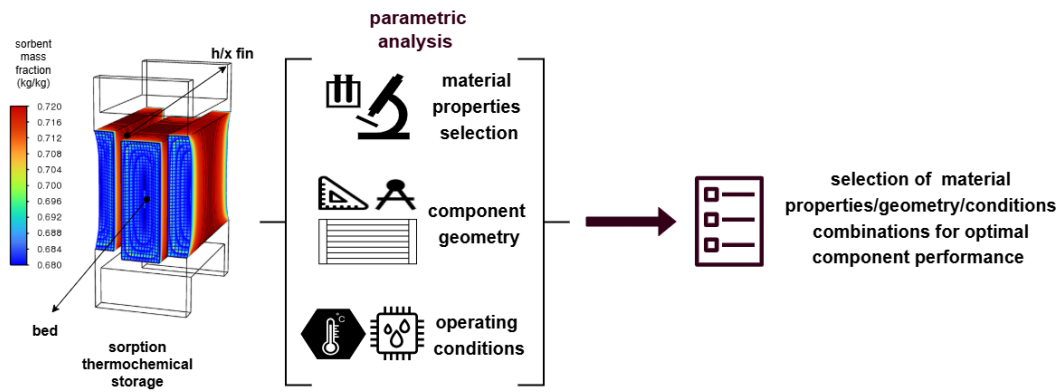 parametric
analysis
h/x fin
sorbent
mass
fraction
(kg/kg)
0.720
0.716
0.712
0.708
0.704
0.700
0.696
0.692
0.688
0.684
0.680
bed
sorption
thermochemical
storage
material
properties
selection
component
geometry
°C
operating
conditions
selection of material
properties/geometry/conditions
combinations for optimal
component performance